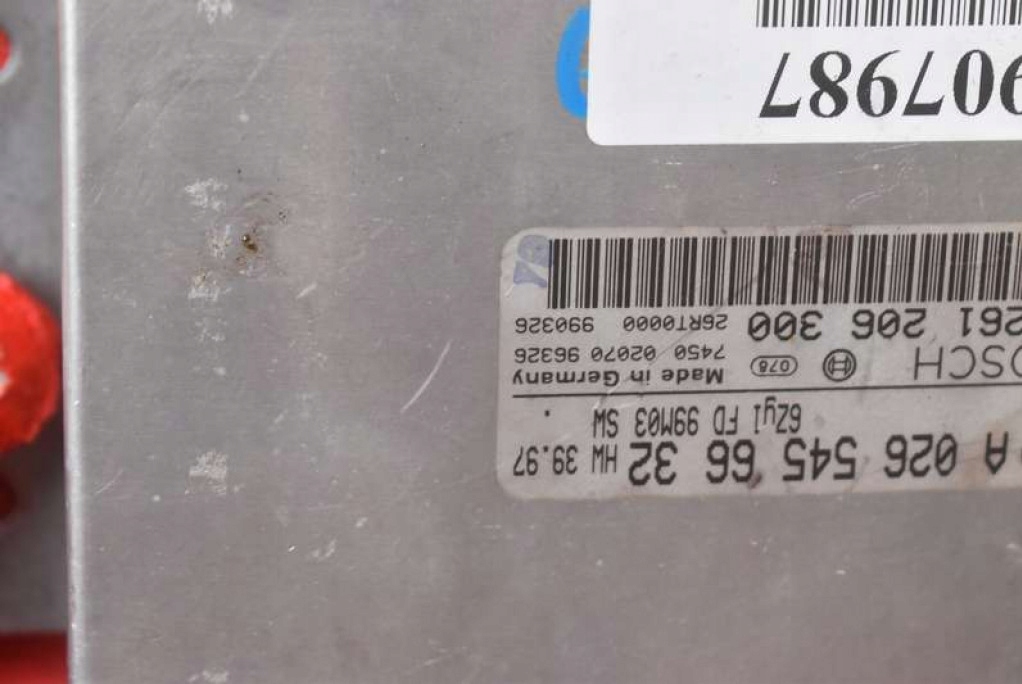 A 026 545 66 32 HW 39.97
6Zyl FD 99M03 SW .
OSCH 078 Made in Germany
7450 02070 96326
261 206 300 26RT0000 990326
907987